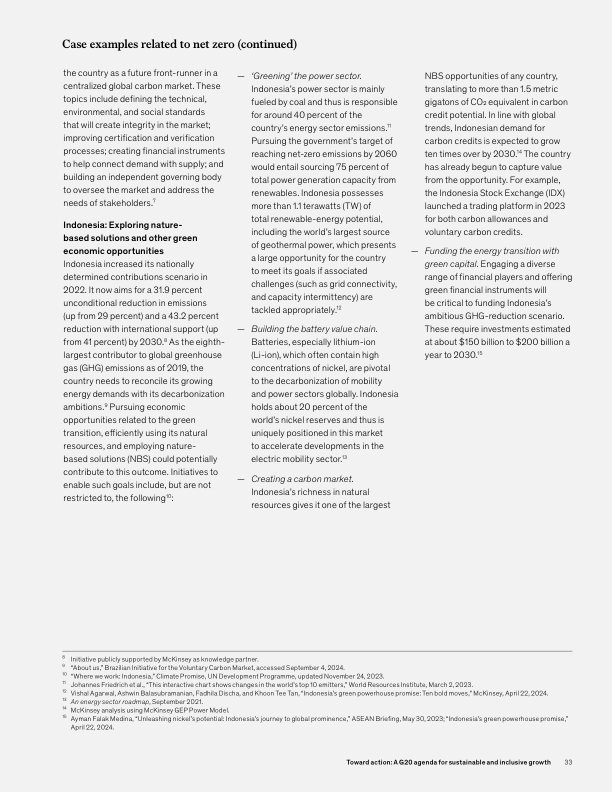 Case examples related to net zero (continued)
the country as a future front-runner in a
centralized global carbon market. These
topics include defining the technical,
environmental, and social standards
that will create integrity in the market;
improving certification and verification
processes; creating financial instruments
to help connect demand with supply; and
building an independent governing body
to oversee the market and address the
needs of stakeholders.⁷
Indonesia: Exploring nature-
based solutions and other green
economic opportunities
Indonesia increased its nationally
determined contributions scenario in
2022. It now aims for a 31.9 percent
unconditional reduction in emissions
(up from 29 percent) and a 43.2 percent
reduction with international support (up
from 41 percent) by 2030.⁸ As the eighth-
largest contributor to global greenhouse
gas (GHG) emissions as of 2019, the
country needs to reconcile its growing
energy demands with its decarbonization
ambitions.⁹ Pursuing economic
opportunities related to the green
transition, efficiently using its natural
resources, and employing nature-
based solutions (NBS) could potentially
contribute to this outcome. Initiatives to
enable such goals include, but are not
restricted to, the following¹⁰:
— ‘Greening’ the power sector.
Indonesia’s power sector is mainly
fueled by coal and thus is responsible
for around 40 percent of the
country’s energy sector emissions.¹¹
Pursuing the government’s target of
reaching net-zero emissions by 2060
would entail sourcing 75 percent of
total power generation capacity from
renewables. Indonesia possesses
more than 1.1 terawatts (TW) of
total renewable-energy potential,
including the world’s largest source
of geothermal power, which presents
a large opportunity for the country
to meet its goals if associated
challenges (such as grid connectivity,
and capacity intermittency) are
tackled appropriately.¹²
— Building the battery value chain.
Batteries, especially lithium-ion
(Li-ion), which often contain high
concentrations of nickel, are pivotal
to the decarbonization of mobility
and power sectors globally. Indonesia
holds about 20 percent of the
world’s nickel reserves and thus is
uniquely positioned in this market
to accelerate developments in the
electric mobility sector.¹³
— Creating a carbon market.
Indonesia’s richness in natural
resources gives it one of the largest
NBS opportunities of any country,
translating to more than 1.5 metric
gigatons of CO₂ equivalent in carbon
credit potential. In line with global
trends, Indonesian demand for
carbon credits is expected to grow
ten times over by 2030.¹⁴ The country
has already begun to capture value
from the opportunity. For example,
the Indonesia Stock Exchange (IDX)
launched a trading platform in 2023
for both carbon allowances and
voluntary carbon credits.
— Funding the energy transition with
green capital. Engaging a diverse
range of financial players and offering
green financial instruments will
be critical to funding Indonesia’s
ambitious GHG-reduction scenario.
These require investments estimated
at about $150 billion to $200 billion a
year to 2030.¹⁵
⁸ Initiative publicly supported by McKinsey as knowledge partner.
⁹ “About us,” Brazilian Initiative for the Voluntary Carbon Market, accessed September 4, 2024.
¹⁰ “Where we work: Indonesia,” Climate Promise, UN Development Programme, updated November 24, 2023.
¹¹ Johannes Friedrich et al., “This interactive chart shows changes in the world’s top 10 emitters,” World Resources Institute, March 2, 2023.
¹² Vishal Agarwal, Ashwin Balasubramanian, Fadhila Dischа, and Khoon Tee Tan, “Indonesia’s green powerhouse promise: Ten bold moves,” McKinsey, April 22, 2024.
¹³ An energy sector roadmap, September 2021.
¹⁴ McKinsey analysis using McKinsey GEP Power Model.
¹⁵ Ayman Falak Medina, “Unleashing nickel’s potential: Indonesia’s journey to global prominence,” ASEAN Briefing, May 30, 2023; “Indonesia’s green powerhouse promise,”
April 22, 2024.
Toward action: A G20 agenda for sustainable and inclusive growth 33